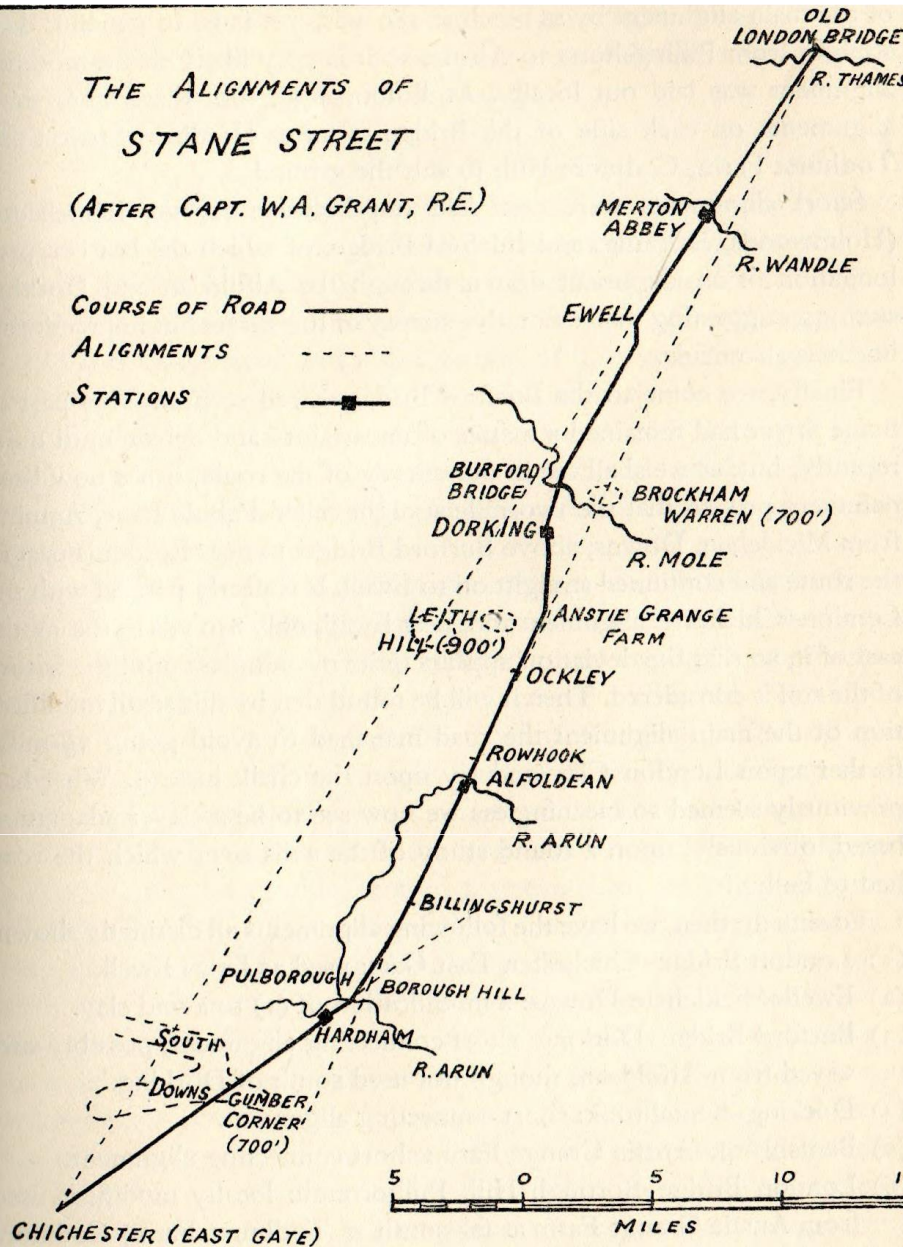 THE ALIGNMENTS OF
STANE STREET
(AFTER CAPT. W.A. GRANT, R.E.)
COURSE OF ROAD
ALIGNMENTS
STATIONS
OLD
LONDON BRIDGE
R. THAMES
MERTON
ABBEY
R. WANDLE
EWELL
BURFORD
BRIDGE
BROCKHAM
WARREN (700')
DORKING
R. MOLE
LEITH
HILL (900')
ANSTIE GRANGE
FARM
OCKLEY
ROWHOOK
ALFOLDEAN
R. ARUN
BILLINGSHURST
PULBOROUGH
BOROUGH HILL
HARDHAM
R. ARUN
SOUTH
DOWNS
GUMBER
CORNER
(700')
CHICHESTER (EAST GATE)
5 0 5 10
MILES